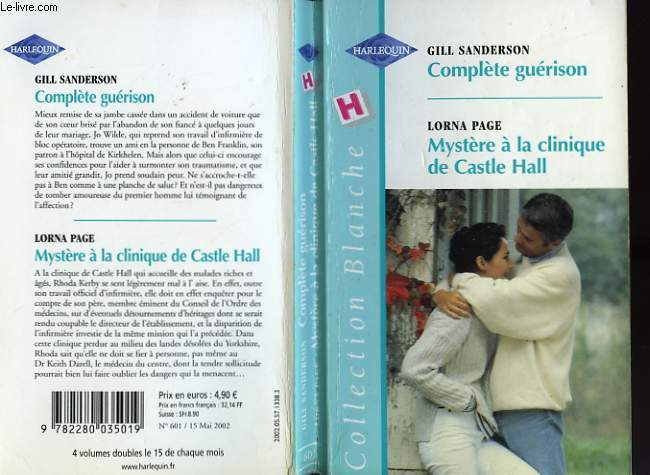 Le-livre.com
HARLEQUIN
GILL SANDERSON
Complète guérison
Mieux remise de sa jambe cassée dans un accident de voiture que
de son cœur brisé par l'abandon de son fiancé à quelques jours
de leur mariage, Jo Wilde, qui reprend son travail d'infirmière de
bloc opératoire, trouve un ami en la personne de Ben Franklin, son
patron à l'hôpital de Kirkhelen. Mais alors que celui-ci encourage
ses confidences pour l'aider à surmonter son traumatisme, et que
leur amitié grandit, Jo prend soudain peur. Ne s'accroche-t-elle
pas à Ben comme à une planche de salut? Et n'est-il pas dangereux
de tomber amoureuse du premier homme lui témoignant de
l'affection?
LORNA PAGE
Mystère à la clinique de Castle Hall
A la clinique de Castle Hall qui accueille des malades riches et
âgés, Rhoda Kerby se sent légèrement mal à l' aise. En effet, outre
son travail officiel d'infirmière, elle doit en effet enquêter pour le
compte de son père, membre éminent du Conseil de l'Ordre des
médecins, sur d'éventuels détournements d'héritages dont se serait
rendu coupable le directeur de l'établissement, et la disparition de
l'infirmière investie de la même mission qui l'a précédée. Dans
cette clinique perdue au milieu des landes désolées du Yorkshire,
Rhoda sait qu'elle ne doit se fier à personne, pas même au
Dr Keith Darell, le médecin du centre, dont la tendre sollicitude
pourrait bien lui faire oublier les dangers qui la menacent…
9 782280 035019
Prix en euros : 4,90 €
Prix en francs français : 32,14 FF
Suisse : SFr.8.90
N° 601 / 15 Mai 2002
2002.05.57.1338.3
4 volumes doubles le 15 de chaque mois
www.harlequin.fr
H
GILL SANDERSON Complète guérison
LORNA PAGE Mystère à la clinique de Castle Hall
601
H
Collection Blanche
HARLEQUIN
GILL SANDERSON
Complète guérison
LORNA PAGE
Mystère à la clinique
de Castle Hall